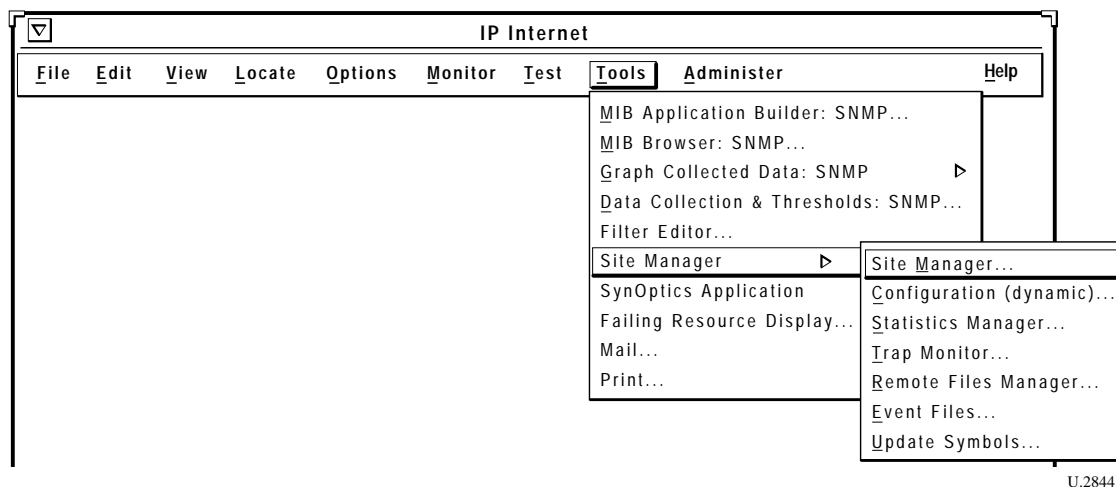 IP Internet
File Edit View Locate Options Monitor Test Tools Administer Help
MIB Application Builder: SNMP...
MIB Browser: SNMP...
Graph Collected Data: SNMP
Data Collection & Thresholds: SNMP...
Filter Editor...
Site Manager
SynOptics Application
Failing Resource Display...
Mail...
Print...
Site Manager...
Configuration (dynamic)...
Statistics Manager...
Trap Monitor...
Remote Files Manager...
Event Files...
Update Symbols...
U.2844